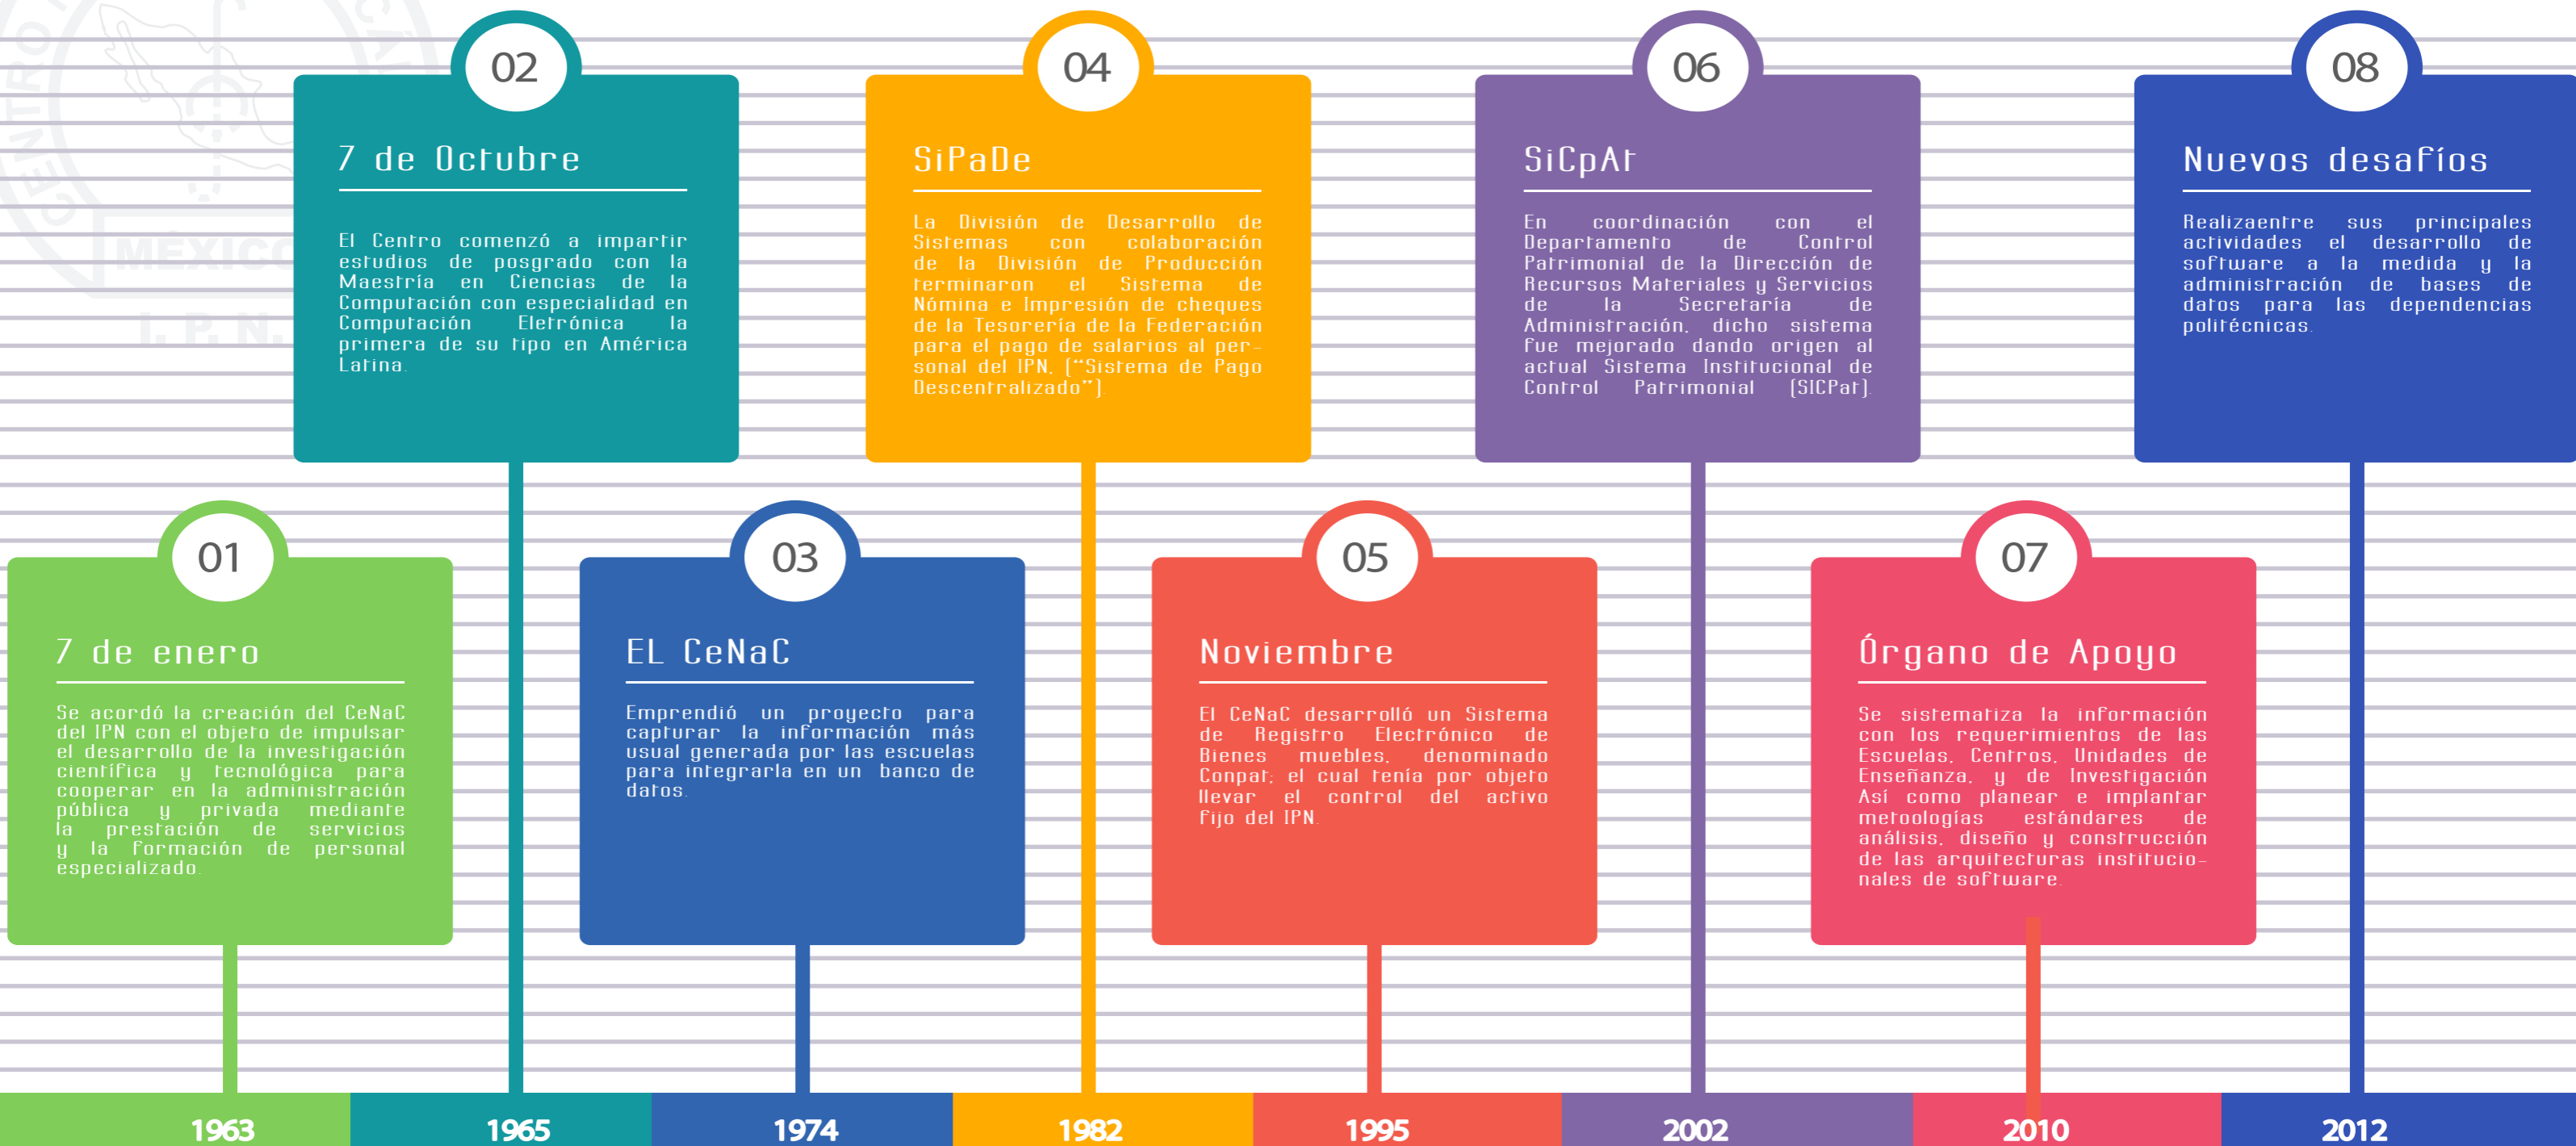 CENTRO
CÁL
MÉXICO
I. P. N.
02
7 de Octubre
El Centro comenzó a impartir
estudios de posgrado con la
Maestría en Ciencias de la
Computación con especialidad en
Computación Eletrónica la
primera de su tipo en América
Latina.
04
SiPaDe
La División de Desarrollo de
Sistemas con colaboración
de la División de Producción
terminaron el Sistema de
Nómina e Impresión de cheques
de la Tesorería de la Federación
para el pago de salarios al per-
sonal del IPN, (“Sistema de Pago
Descentralizado”).
06
SiCpAt
En coordinación con el
Departamento de Control
Patrimonial de la Dirección de
Recursos Materiales y Servicios
de la Secretaría de
Administración, dicho sistema
fue mejorado dando origen al
actual Sistema Institucional de
Control Patrimonial (SICPat).
08
Nuevos desafíos
Realizaentre sus principales
actividades el desarrollo de
software a la medida y la
administración de bases de
datos para las dependencias
politécnicas.
01
7 de enero
Se acordó la creación del CeNaC
del IPN con el objeto de impulsar
el desarrollo de la investigación
científica y tecnológica para
cooperar en la administración
pública y privada mediante
la prestación de servicios
y la formación de personal
especializado.
03
EL CeNaC
Emprendió un proyecto para
capturar la información más
usual generada por las escuelas
para integrarla en un banco de
datos.
05
Noviembre
El CeNaC desarrolló un Sistema
de Registro Electrónico de
Bienes muebles, denominado
Conpat; el cual tenía por objeto
llevar el control del activo
fijo del IPN.
07
Órgano de Apoyo
Se sistematiza la información
con los requerimientos de las
Escuelas, Centros, Unidades de
Enseñanza, y de Investigación
Así como planear e implantar
metoologías estándares de
análisis, diseño y construcción
de las arquitecturas institucio-
nales de software.
1963
1965
1974
1982
1995
2002
2010
2012